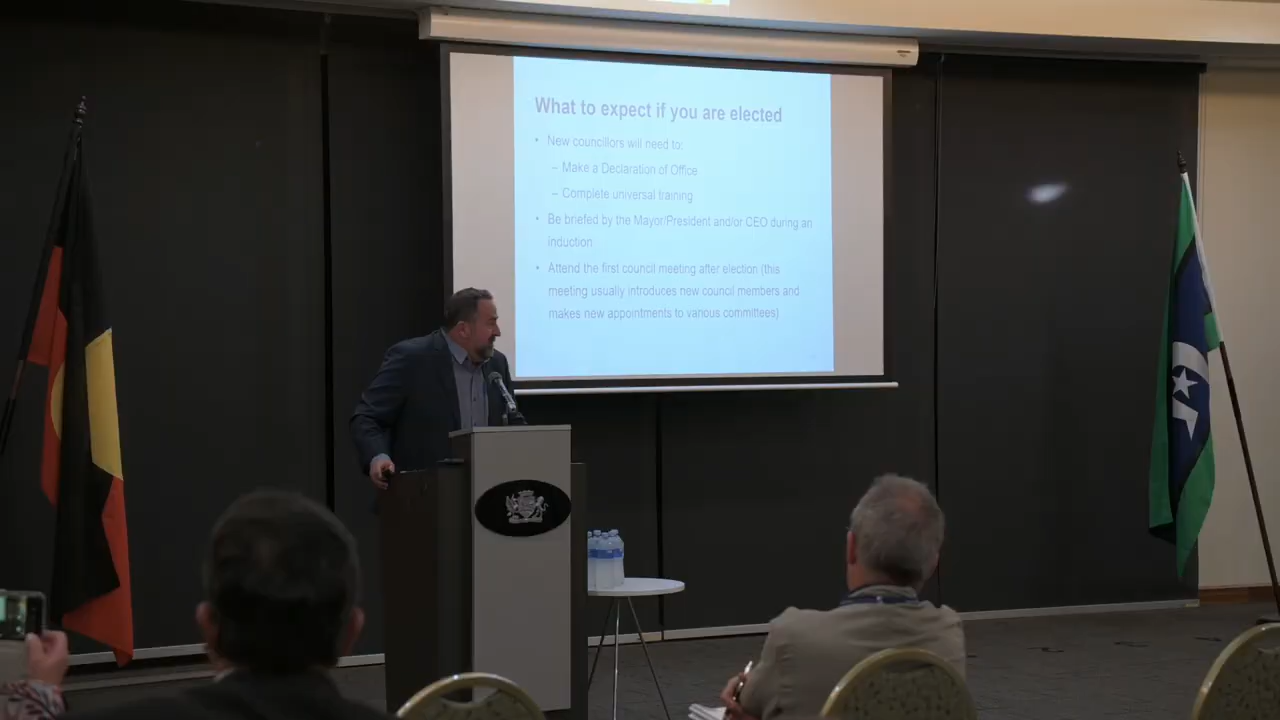 What to expect if you are elected
• New councillors will need to:
– Make a Declaration of Office
– Complete universal training
• Be briefed by the Mayor/President and/or CEO during an
induction
• Attend the first council meeting after election (this
meeting usually introduces new council members and
makes new appointments to various committees)